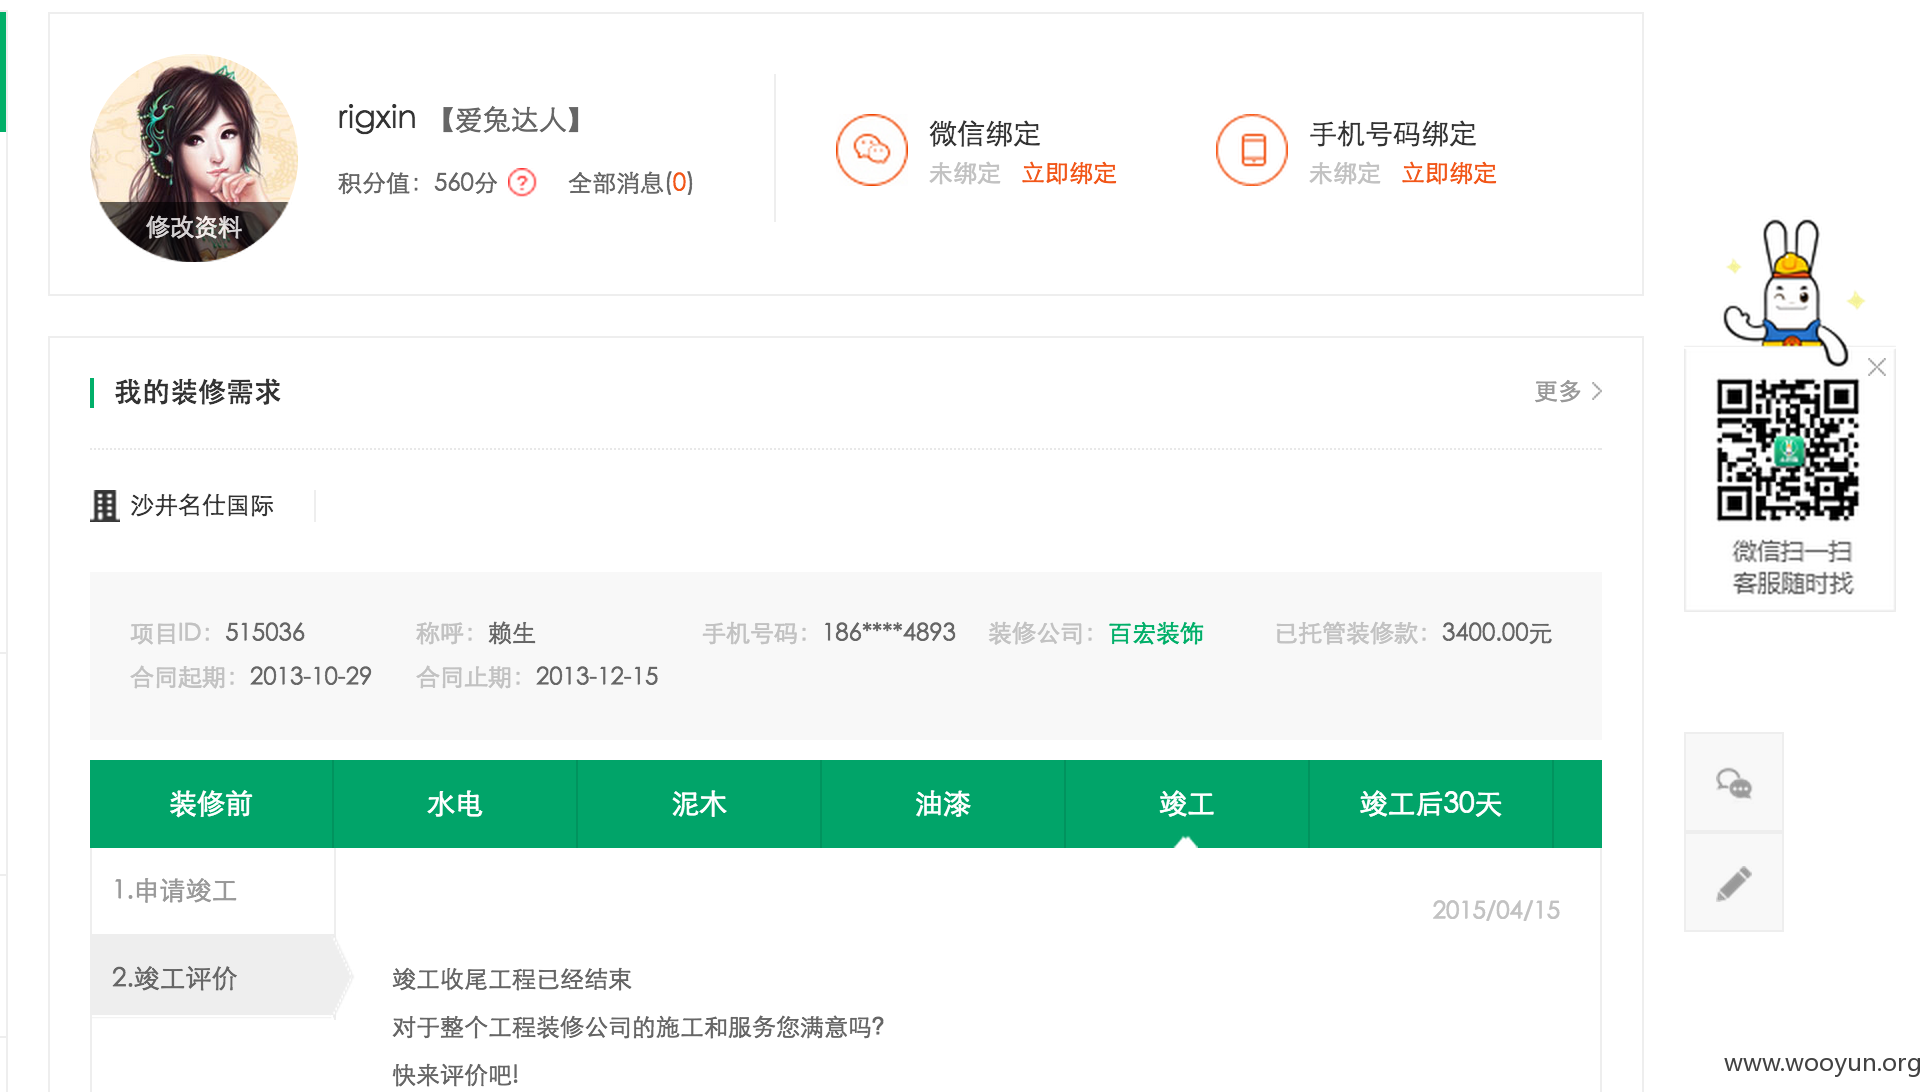 rigxin 【爱兔达人】
积分值：560分 ? 全部消息(0)
修改资料
微信绑定
未绑定 立即绑定
手机号码绑定
未绑定 立即绑定
我的装修需求
更多
沙井名仕国际
项目ID：515036 称呼：赖生 手机号码：186****4893 装修公司：百宏装饰 已托管装修款：3400.00元
合同起期：2013-10-29 合同止期：2013-12-15
装修前 水电 泥木 油漆 竣工 竣工后30天
1.申请竣工
2.竣工评价
2015/04/15
竣工收尾工程已经结束
对于整个工程装修公司的施工和服务您满意吗?
快来评价吧!
微信扫一扫
客服随时找
www.wooyun.org